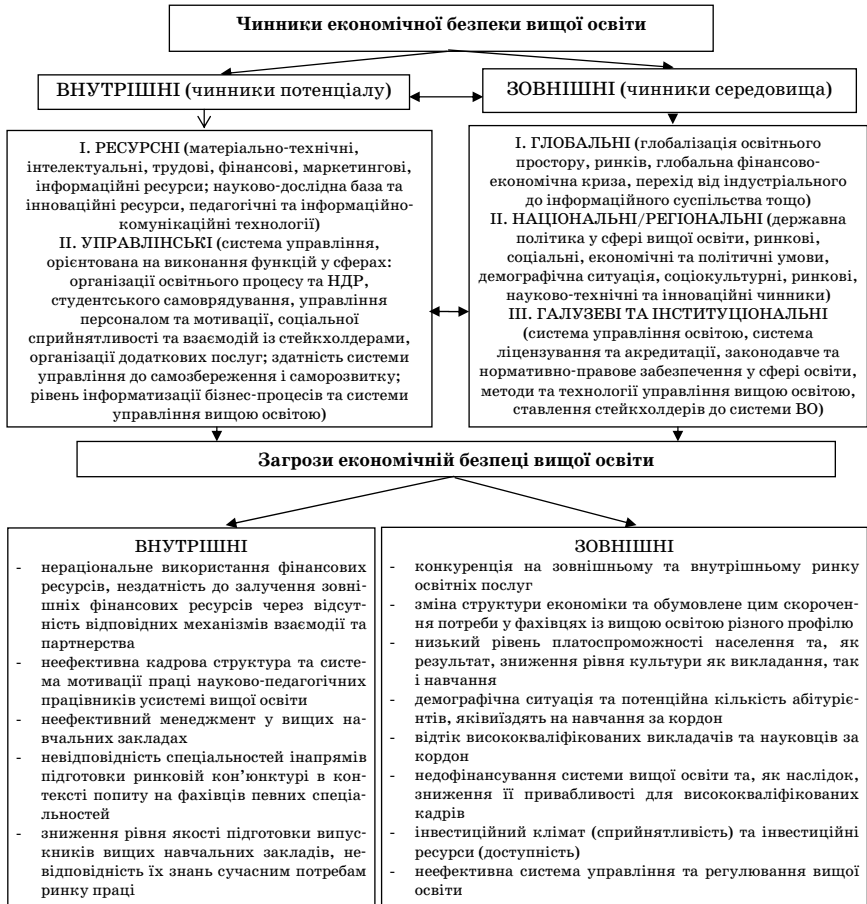 Чинники економічної безпеки вищої освіти
ВНУТРІШНІ (чинники потенціалу)
ЗОВНІШНІ (чинники середовища)
I. РЕСУРСНІ (матеріально-технічні,
інтелектуальні, трудові, фінансові, маркетингові,
інформаційні ресурси; науково-дослідна база та
інноваційні ресурси, педагогічні та інформаційно-
комунікаційні технології)
II. УПРАВЛІНСЬКІ (система управління,
орієнтована на виконання функцій у сферах:
організації освітнього процесу та НДР,
студентського самоврядування, управління
персоналом та мотивації, соціальної
сприйнятливості та взаємодій із стейкхолдерами,
організації додаткових послуг; здатність системи
управління до самозбереження і саморозвитку;
рівень інформатизації бізнес-процесів та системи
управління вищою освітою)
I. ГЛОБАЛЬНІ (глобалізація освітнього
простору, ринків, глобальна фінансово-
економічна криза, перехід від індустріального
до інформаційного суспільства тощо)
II. НАЦІОНАЛЬНІ/РЕГІОНАЛЬНІ (державна
політика у сфері вищої освіти, ринкові,
соціальні, економічні та політичні умови,
демографічна ситуація, соціокультурні, ринкові,
науково-технічні та інноваційні чинники)
III. ГАЛУЗЕВІ ТА ІНСТИТУЦІОНАЛЬНІ
(система управління освітою, система
ліцензування та акредитації, законодавче та
нормативно-правове забезпечення у сфері освіти,
методи та технології управління вищою освітою,
ставлення стейкхолдерів до системи ВО)
Загрози економічній безпеці вищої освіти
ВНУТРІШНІ
- нераціональне використання фінансових
ресурсів, нездатність до залучення зовні-
шніх фінансових ресурсів через відсут-
ність відповідних механізмів взаємодії та
партнерства
- неефективна кадрова структура та систе-
ма мотивації праці науково-педагогічних
працівників усистемі вищої освіти
- неефективний менеджмент у вищих на-
вчальних закладах
- невідповідність спеціальностей інапрямів
підготовки ринковій кон’юнктурі в кон-
тексті попиту на фахівців певних спеціа-
льностей
- зниження рівня якості підготовки випус-
кників вищих навчальних закладів, не-
відповідність їх знань сучасним потребам
ринку праці
ЗОВНІШНІ
- конкуренція на зовнішньому та внутрішньому ринку
освітніх послуг
- зміна структури економіки та обумовлене цим скорочен-
ня потреби у фахівцях із вищою освітою різного профілю
- низький рівень платоспроможності населення та, як
результат, зниження рівня культури як викладання, так
і навчання
- демографічна ситуація та потенційна кількість абітуріє-
нтів, яківиїздять на навчання за кордон
- відтік висококваліфікованих викладачів та науковців за
кордон
- недофінансування системи вищої освіти та, як наслідок,
зниження її привабливості для висококваліфікованих
кадрів
- інвестиційний клімат (сприйнятливість) та інвестиційні
ресурси (доступність)
- неефективна система управління та регулювання вищої
освіти